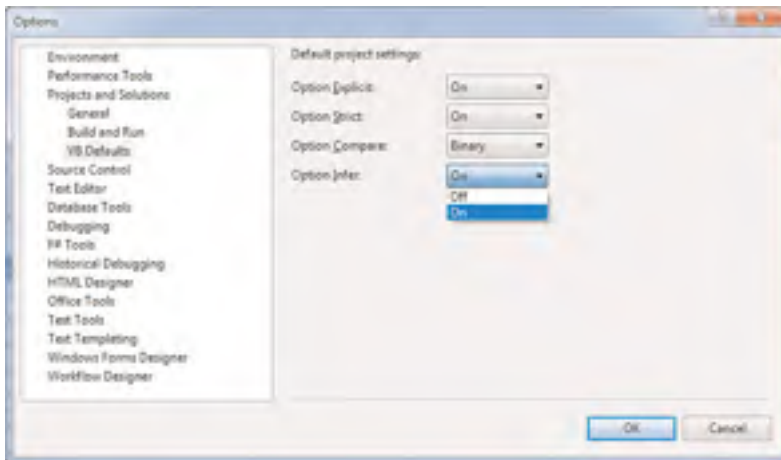 Options
Environment
Performance Tools
Projects and Solutions
General
Build and Run
VB Defaults
Source Control
Text Editor
Database Tools
Debugging
F# Tools
Historical Debugging
HTML Designer
Office Tools
Test Tools
Text Templating
Windows Forms Designer
Workflow Designer
Default project settings:
Option Explicit: On
Option Strict: On
Option Compare: Binary
Option Infer: On
Off
On
OK Cancel